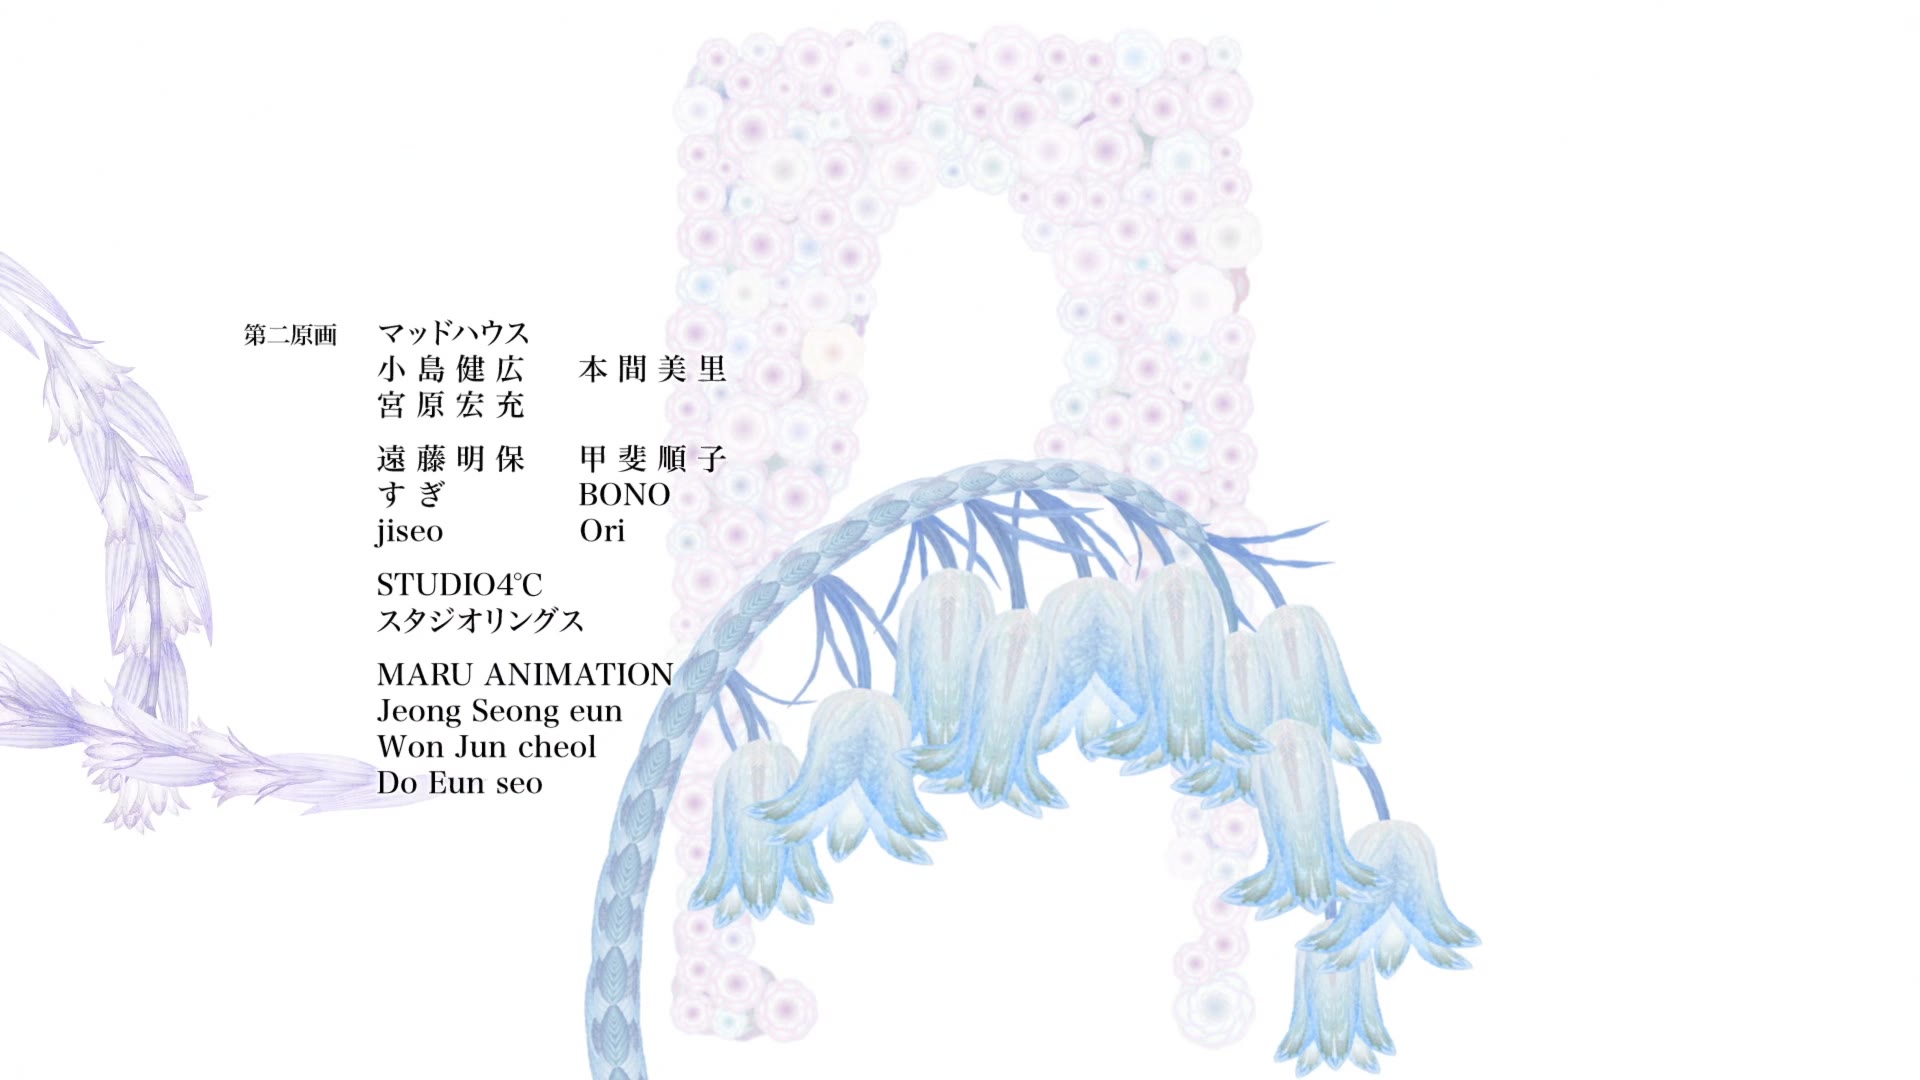 第二原画 マッドハウス
小島健広 本間美里
宮原宏充
遠藤明保 甲斐順子
すぎ BONO
jiseo Ori
STUDIO4℃
スタジオリングス
MARU ANIMATION
Jeong Seong eun
Won Jun cheol
Do Eun seo